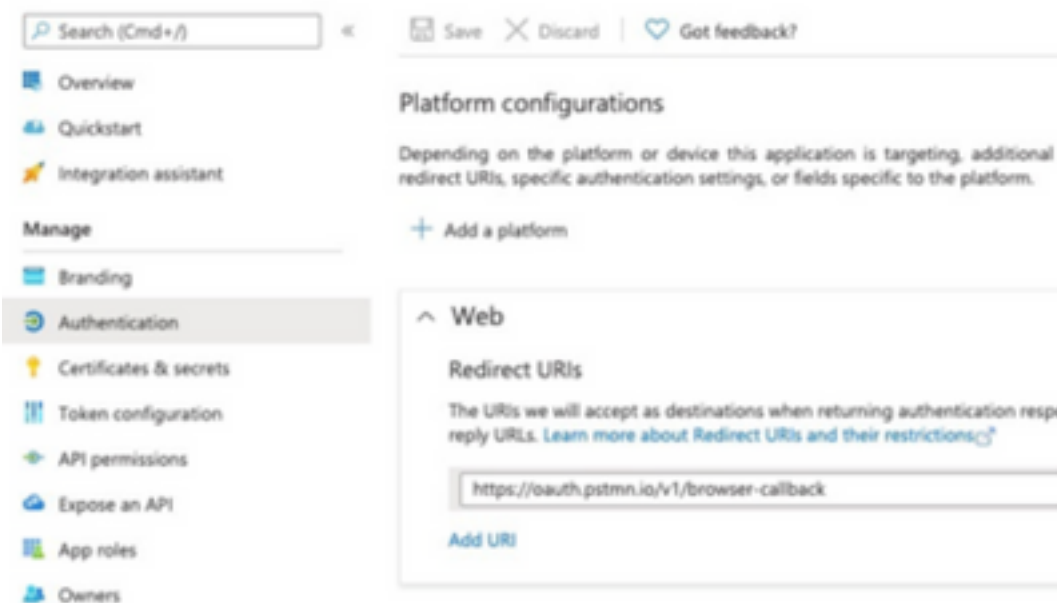 Search (Cmd+/)
«
Overview
Quickstart
Integration assistant
Manage
Branding
Authentication
Certificates & secrets
Token configuration
API permissions
Expose an API
App roles
Owners
Save Discard Got feedback?
Platform configurations
Depending on the platform or device this application is targeting, additional
redirect URIs, specific authentication settings, or fields specific to the platform.
Add a platform
Web
Redirect URIs
The URIs we will accept as destinations when returning authentication resp
reply URLs. Learn more about Redirect URIs and their restrictions
https://oauth.pstmn.io/v1/browser-callback
Add URI